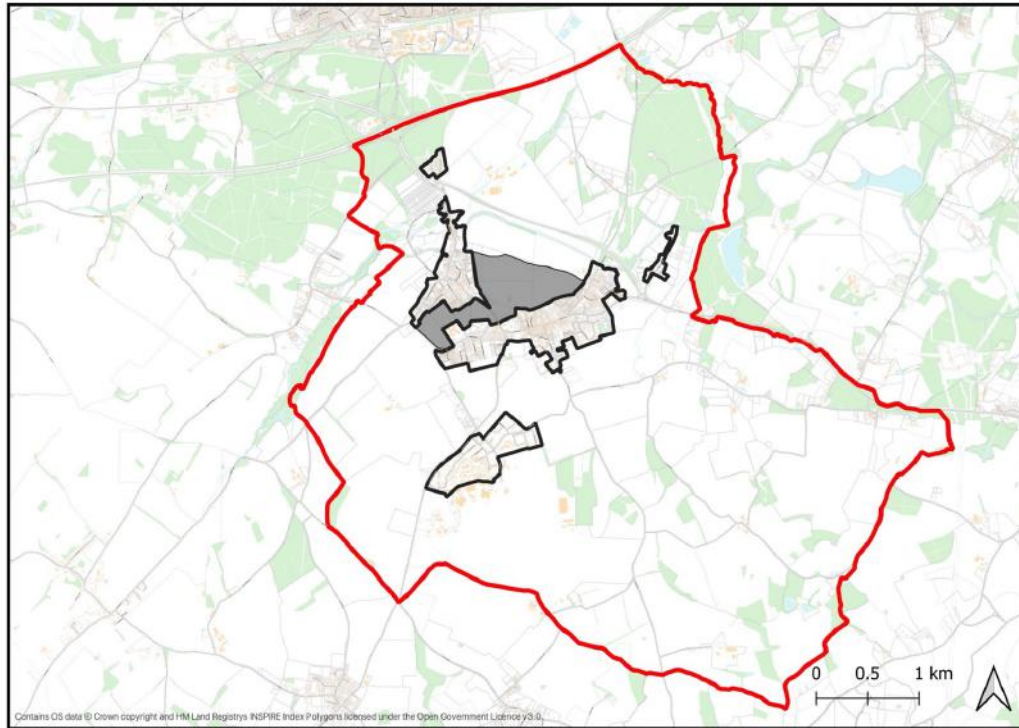 0 0.5 1 km
Contains OS data © Crown copyright and HM Land Registrys INSPIRE Index Polygons licensed under the Open Government Licence v3.0,